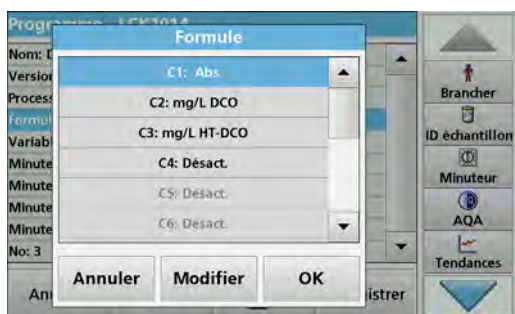 Formule
Nom:
Version
Process
Formul
Variab
Minute
Minute
Minute
Minute
No: 3
C1: Abs
C2: mg/L DCO
C3: mg/L HT-DCO
C4: Désact.
C5: Désact.
C6: Désact.
Annuler Modifier OK
istrer
Brancher
ID échantillon
Minuteur
AQA
Tendances